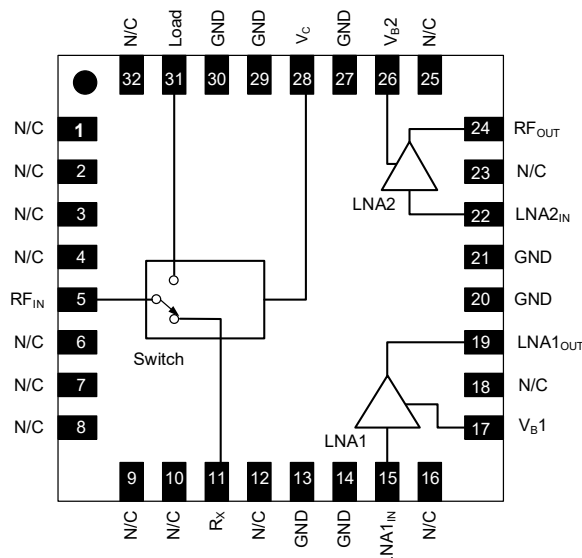 N/C Load GND GND VC GND VB2 N/C
32 31 30 29 28 27 26 25
N/C 1
N/C 2
N/C 3
N/C 4
RFIN 5
N/C 6
N/C 7
N/C 8
24 RFOUT
23 N/C
LNA2
22 LNA2IN
21 GND
20 GND
19 LNA1OUT
18 N/C
17 VB1
Switch
LNA1
9 10 11 12 13 14 15 16
N/C N/C RX N/C GND GND LNA1IN N/C